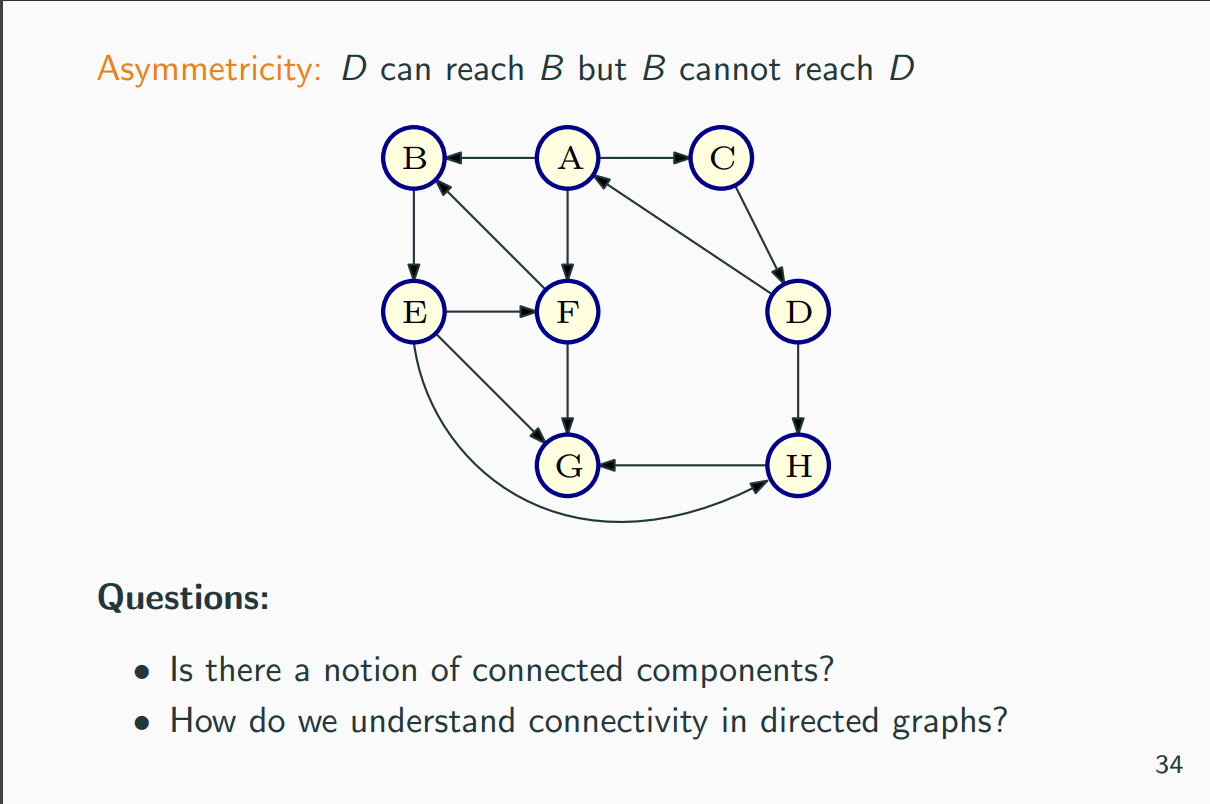 Asymmetricity: D can reach B but B cannot reach D
B A C
E F D
G H
Questions:
• Is there a notion of connected components?
• How do we understand connectivity in directed graphs?
34